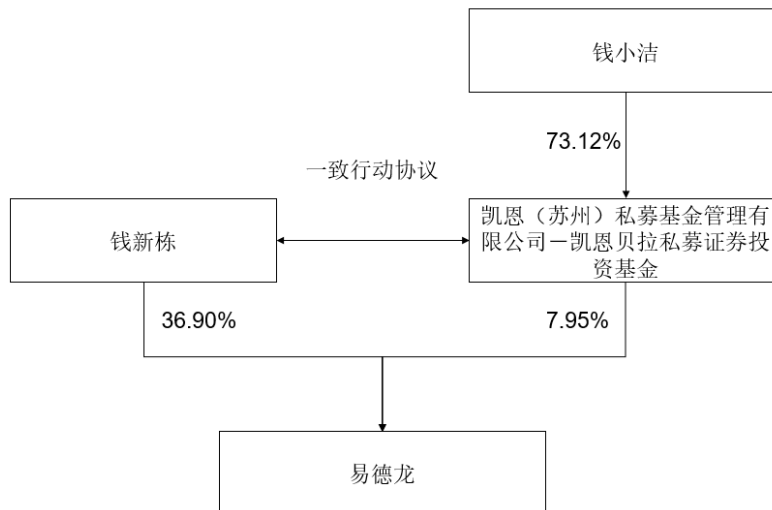 钱小洁
73.12%
一致行动协议
钱新栋
凯恩（苏州）私募基金管理有
限公司－凯恩贝拉私募证券投
资基金
36.90%
7.95%
易德龙